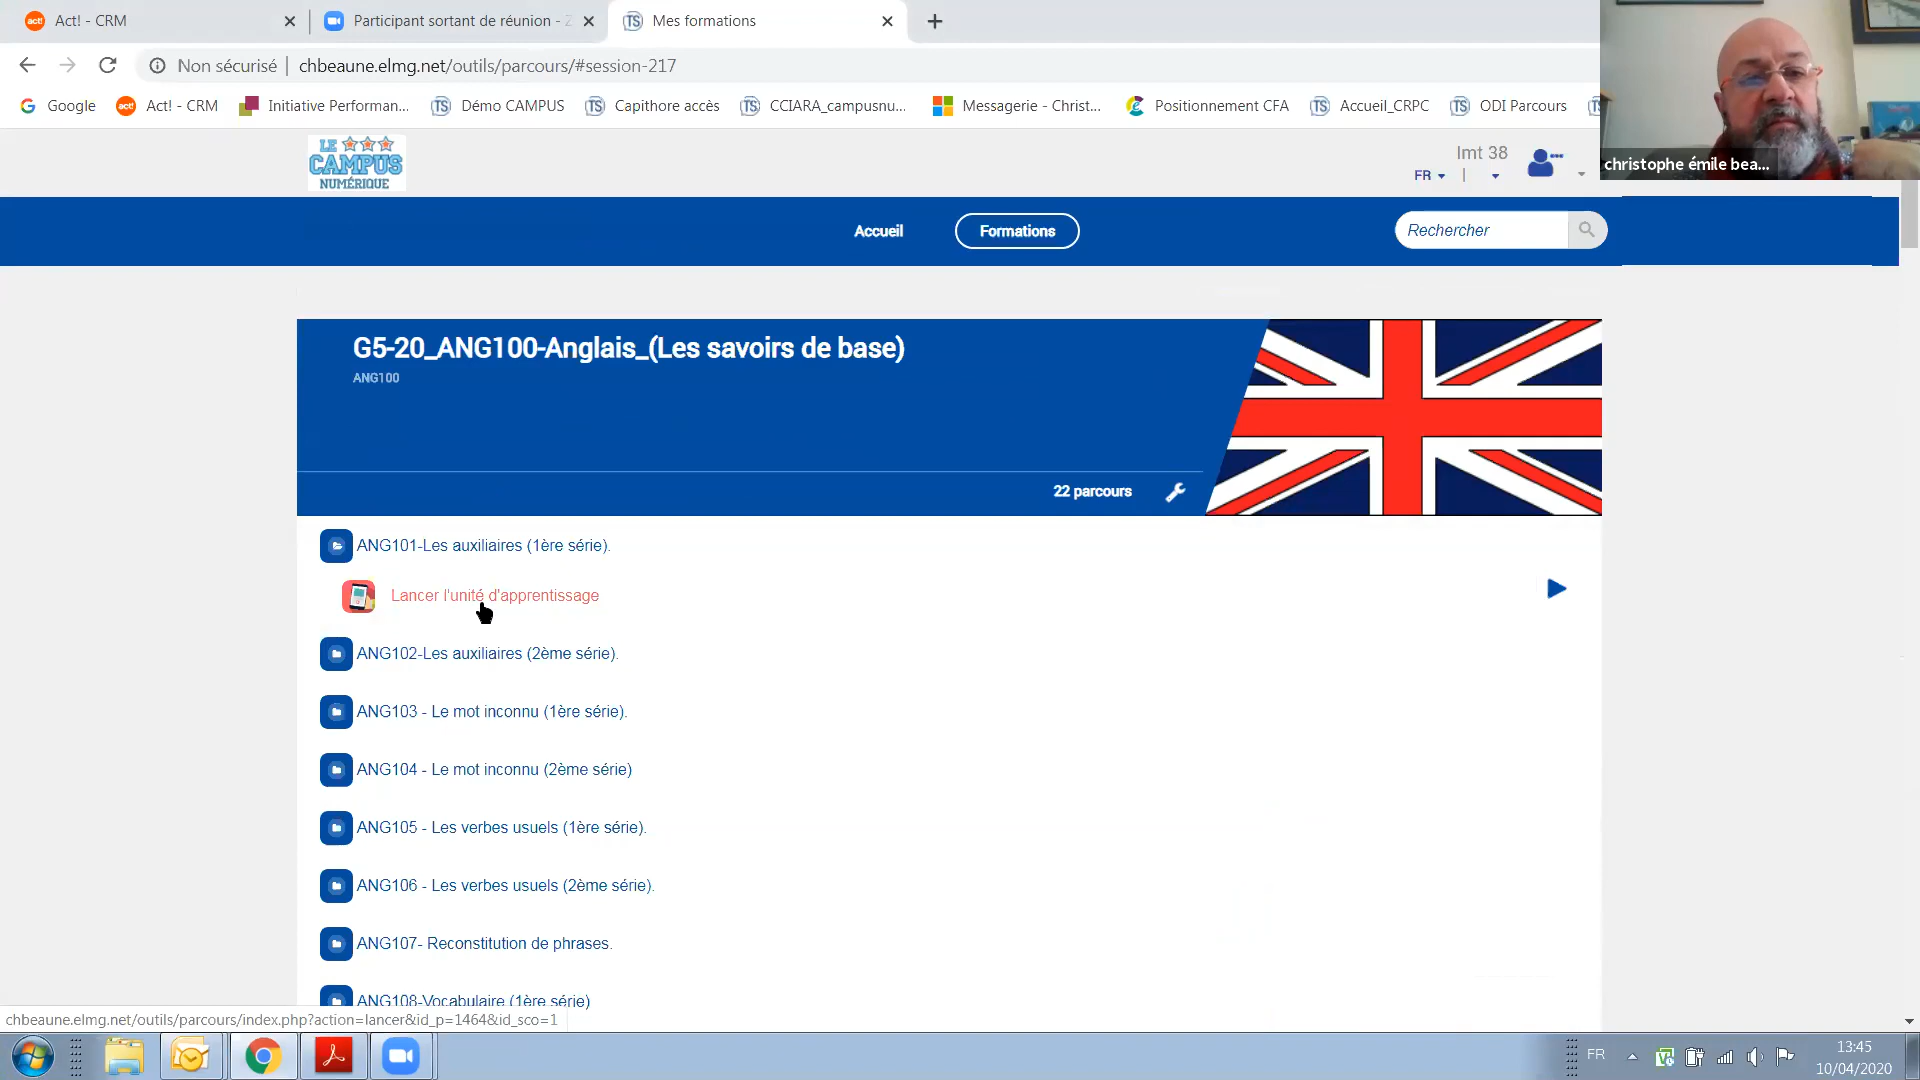 Act! - CRM
Participant sortant de réunion -
Mes formations
Non sécurisé | chbeaune.elmg.net/outils/parcours/#session-217
Google
Act! - CRM
Initiative Performan...
Démo CAMPUS
Capithore accès
CCIARA_campusnu...
Messagerie - Christ...
Positionnement CFA
Accueil_CRPC
ODI Parcours
christophe émile bea...
LE
CAMPUS
NUMÉRIQUE
lmt 38
FR
Accueil
Formations
Rechercher
G5-20_ANG100-Anglais_(Les savoirs de base)
ANG100
22 parcours
ANG101-Les auxiliaires (1ère série).
Lancer l'unité d'apprentissage
ANG102-Les auxiliaires (2ème série).
ANG103 - Le mot inconnu (1ère série).
ANG104 - Le mot inconnu (2ème série)
ANG105 - Les verbes usuels (1ère série).
ANG106 - Les verbes usuels (2ème série).
ANG107- Reconstitution de phrases.
ANG108-Vocabulaire (1ère série)
chbeaune.elmg.net/outils/parcours/index.php?action=lancer&id_p=1464&id_sco=1
FR
13:45
10/04/2020